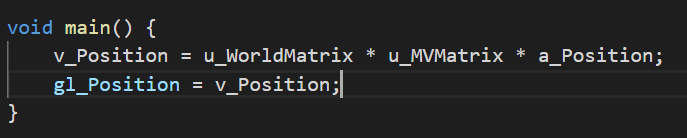 void main() {
    v_Position = u_WorldMatrix * u_MVMatrix * a_Position;
    gl_Position = v_Position;
}